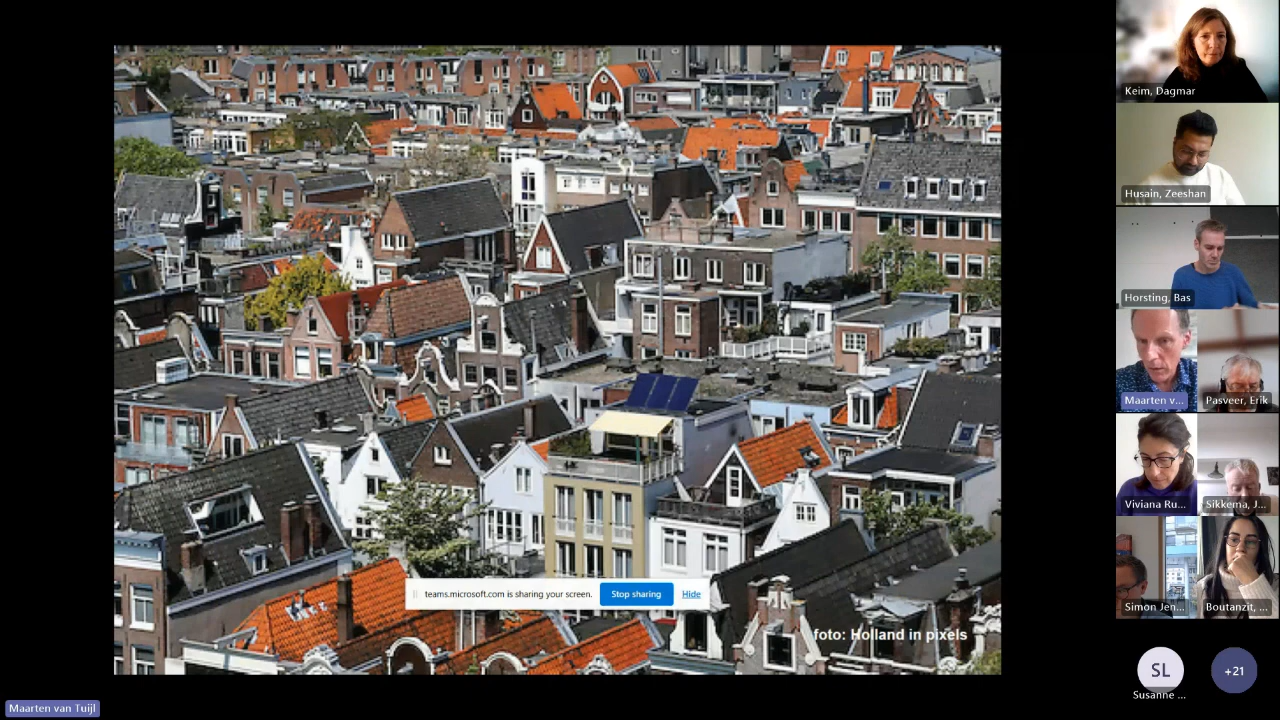 teams.microsoft.com is sharing your screen.
Stop sharing
Hide
foto: Holland in pixels
Maarten van Tuijl
Keim, Dagmar
Husain, Zeeshan
Horsting, Bas
Maarten v...
Pasveer, Erik
Viviana Ru...
Sikkema, J...
Simon Jen...
Boutanzit, ...
SL
+21
Susanne ...